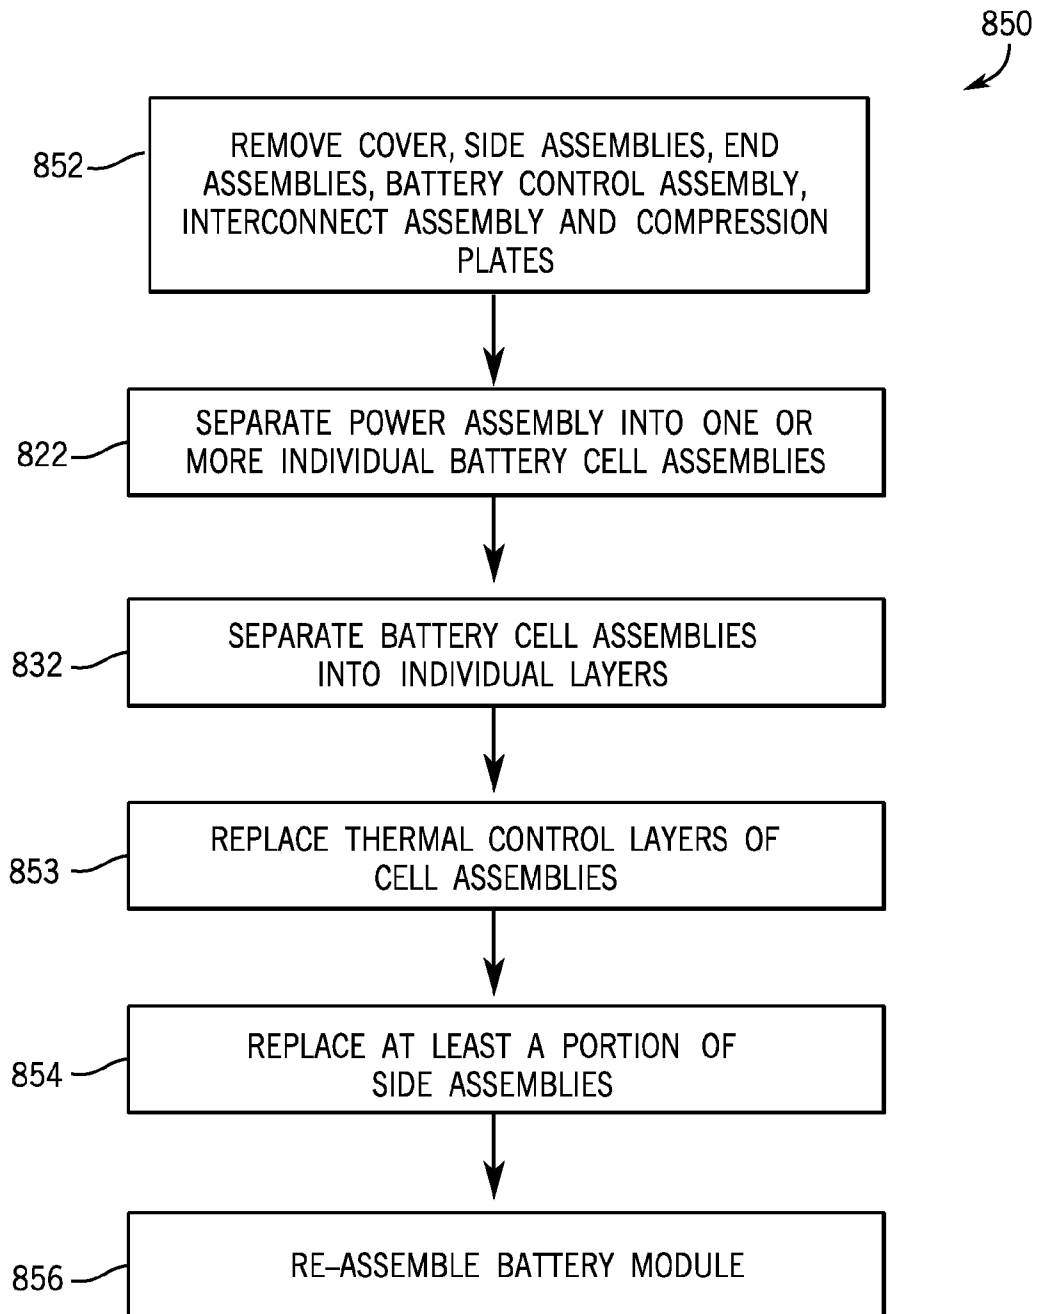 850
852
REMOVE COVER, SIDE ASSEMBLIES, END
ASSEMBLIES, BATTERY CONTROL ASSEMBLY,
INTERCONNECT ASSEMBLY AND COMPRESSION
PLATES
822
SEPARATE POWER ASSEMBLY INTO ONE OR
MORE INDIVIDUAL BATTERY CELL ASSEMBLIES
832
SEPARATE BATTERY CELL ASSEMBLIES
INTO INDIVIDUAL LAYERS
853
REPLACE THERMAL CONTROL LAYERS OF
CELL ASSEMBLIES
854
REPLACE AT LEAST A PORTION OF
SIDE ASSEMBLIES
856
RE–ASSEMBLE BATTERY MODULE